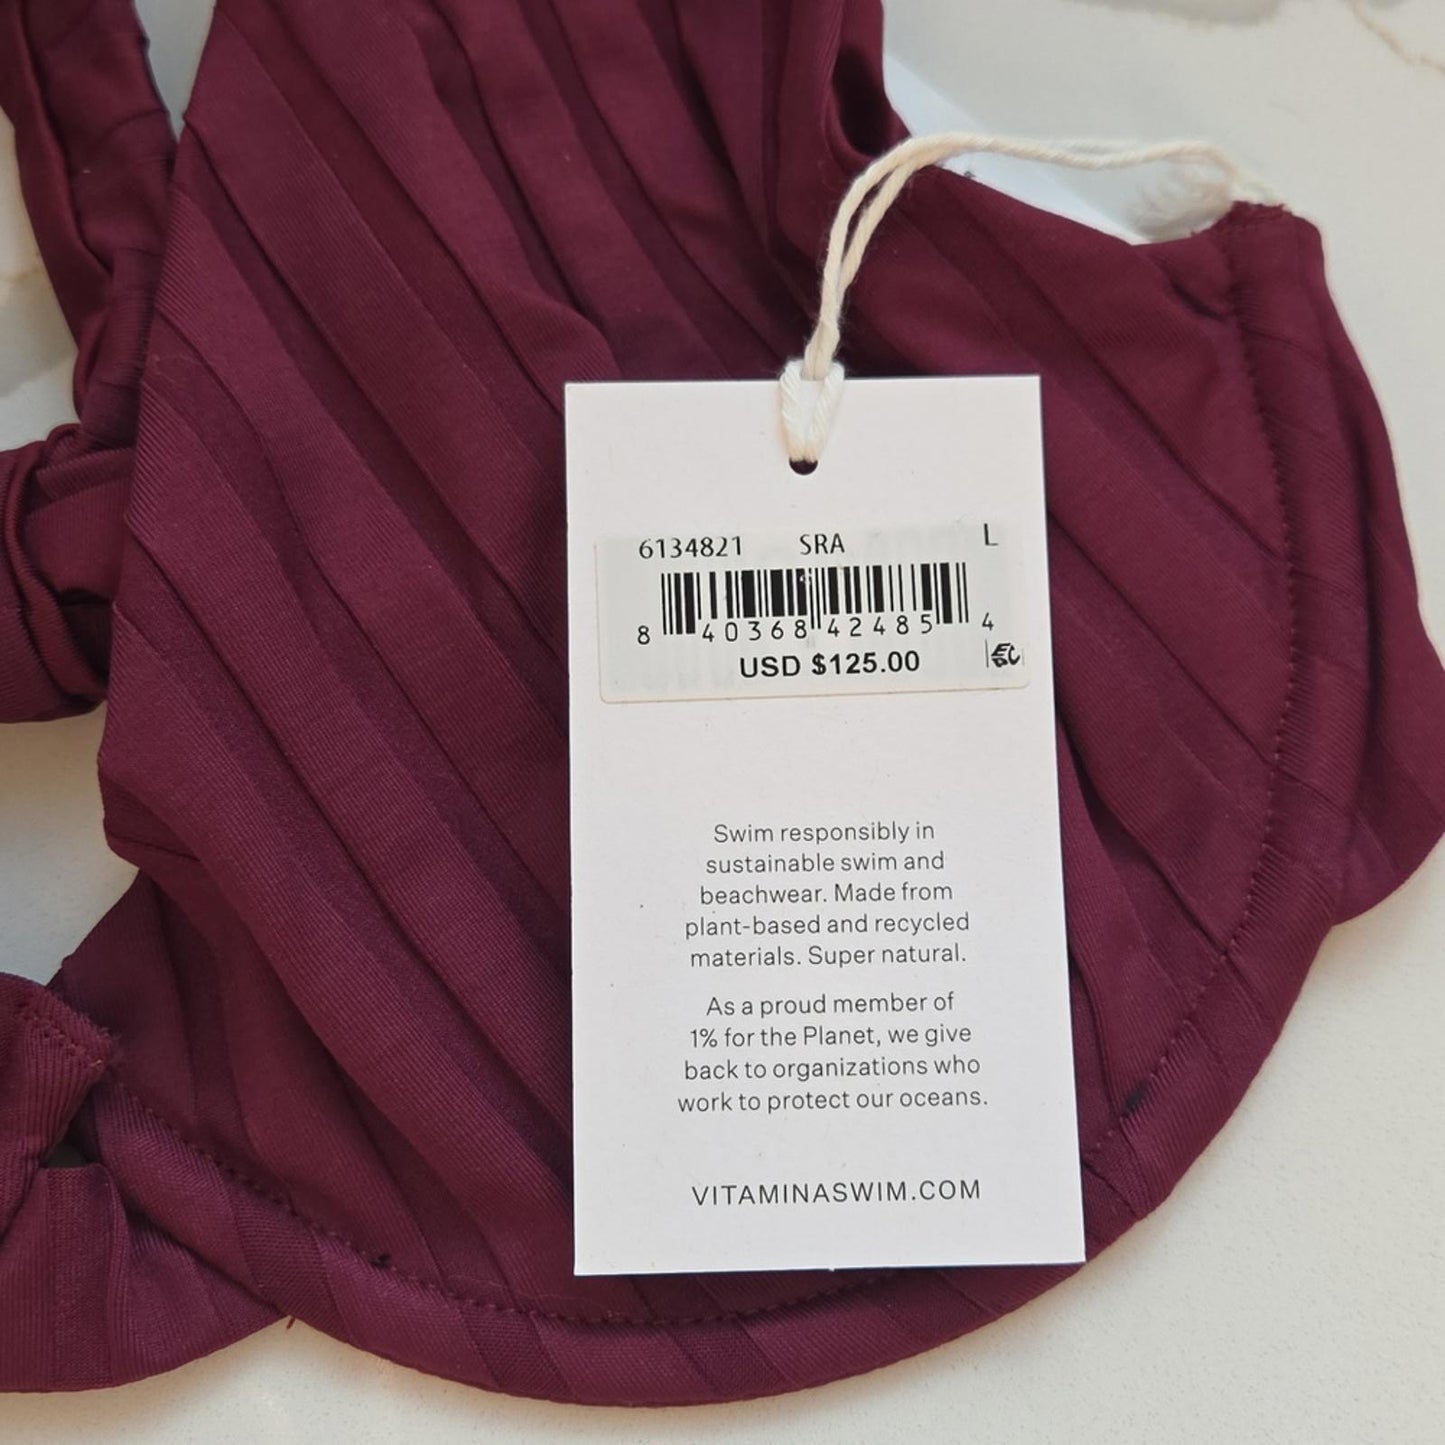 6134821 SRA L
8 40368 42485 4
USD $125.00
Swim responsibly in
sustainable swim and
beachwear. Made from
plant-based and recycled
materials. Super natural.
As a proud member of
1% for the Planet, we give
back to organizations who
work to protect our oceans.
VITAMINASWIM.COM